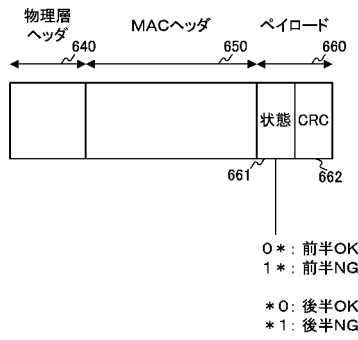 物理層
ヘッダ
MACヘッダ
ペイロード
640
650
660
状態
CRC
661
662
0*: 前半OK
1*: 前半NG
*0: 後半OK
*1: 後半NG